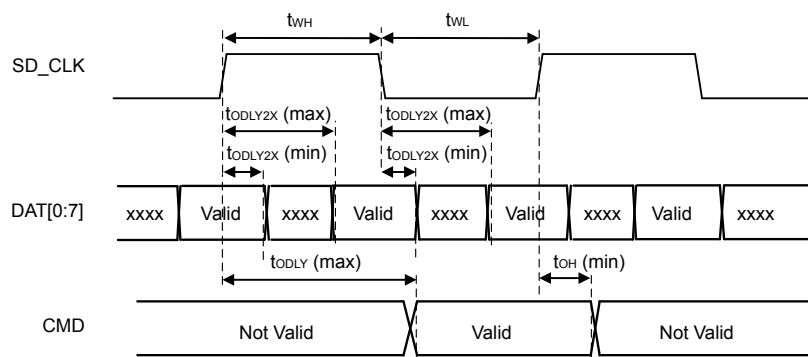 tWH tWL
SD_CLK
tODLY2X (max) tODLY2X (max)
tODLY2X (min) tODLY2X (min)
DAT[0:7] xxxx Valid xxxx Valid xxxx Valid xxxx Valid xxxx
tODLY (max) tOH (min)
CMD Not Valid Valid Not Valid